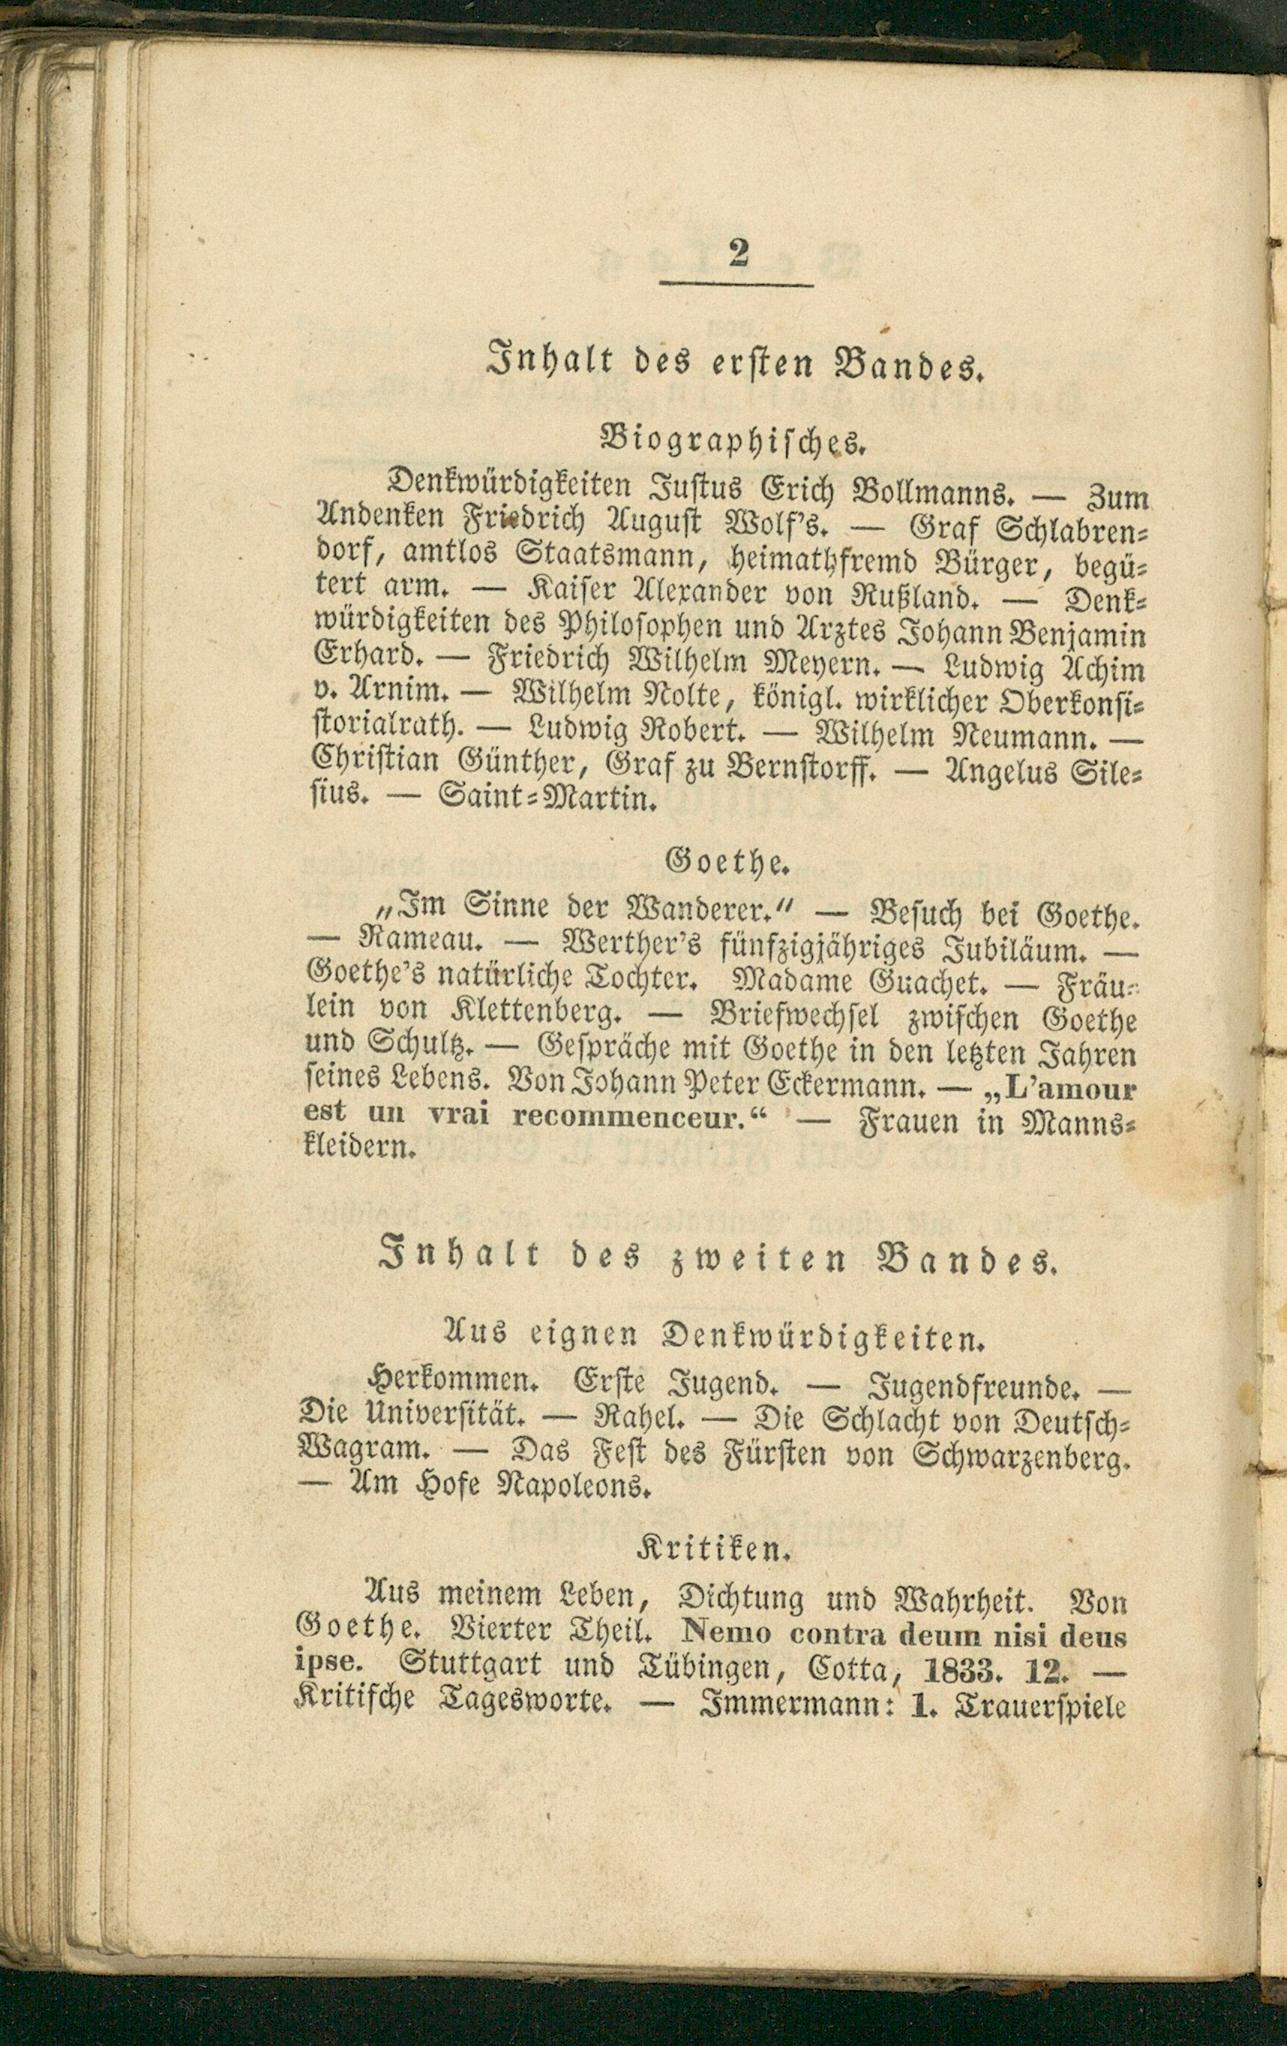 2
Inhalt des ersten Bandes.
Biographisches.
Denkwürdigkeiten Justus Erich Bollmanns. — Zum
Andenken Friedrich August Wolf's. — Graf Schlabren-
dorf, amtlos Staatsmann, heimathfremd Bürger, begü-
tert arm. — Kaiser Alexander von Rußland. — Denk-
würdigkeiten des Philosophen und Arztes Johann Benjamin
Erhard. — Friedrich Wilhelm Meyern. — Ludwig Achim
v. Arnim. — Wilhelm Nolte, königl. wirklicher Oberkonsi-
storialrath. — Ludwig Robert. — Wilhelm Neumann. —
Christian Günther, Graf zu Bernstorff. — Angelus Sile-
sius. — Saint-Martin.
Goethe.
„Im Sinne der Wanderer.“ — Besuch bei Goethe.
— Rameau. — Werther's fünfzigjähriges Jubiläum. —
Goethe's natürliche Tochter. Madame Guachet. — Fräu-
lein von Klettenberg. — Briefwechsel zwischen Goethe
und Schultz. — Gespräche mit Goethe in den letzten Jahren
seines Lebens. Von Johann Peter Eckermann. — „L'amour
est un vrai recommenceur.“ — Frauen in Manns-
kleidern.
Inhalt des zweiten Bandes.
Aus eignen Denkwürdigkeiten.
Herkommen. Erste Jugend. — Jugendfreunde. —
Die Universität. — Rahel. — Die Schlacht von Deutsch-
Wagram. — Das Fest des Fürsten von Schwarzenberg.
— Am Hofe Napoleons.
Kritiken.
Aus meinem Leben, Dichtung und Wahrheit. Von
Goethe. Vierter Theil. Nemo contra deum nisi deus
ipse. Stuttgart und Tübingen, Cotta, 1833. 12. —
Kritische Tagesworte. — Immermann: 1. Trauerspiele